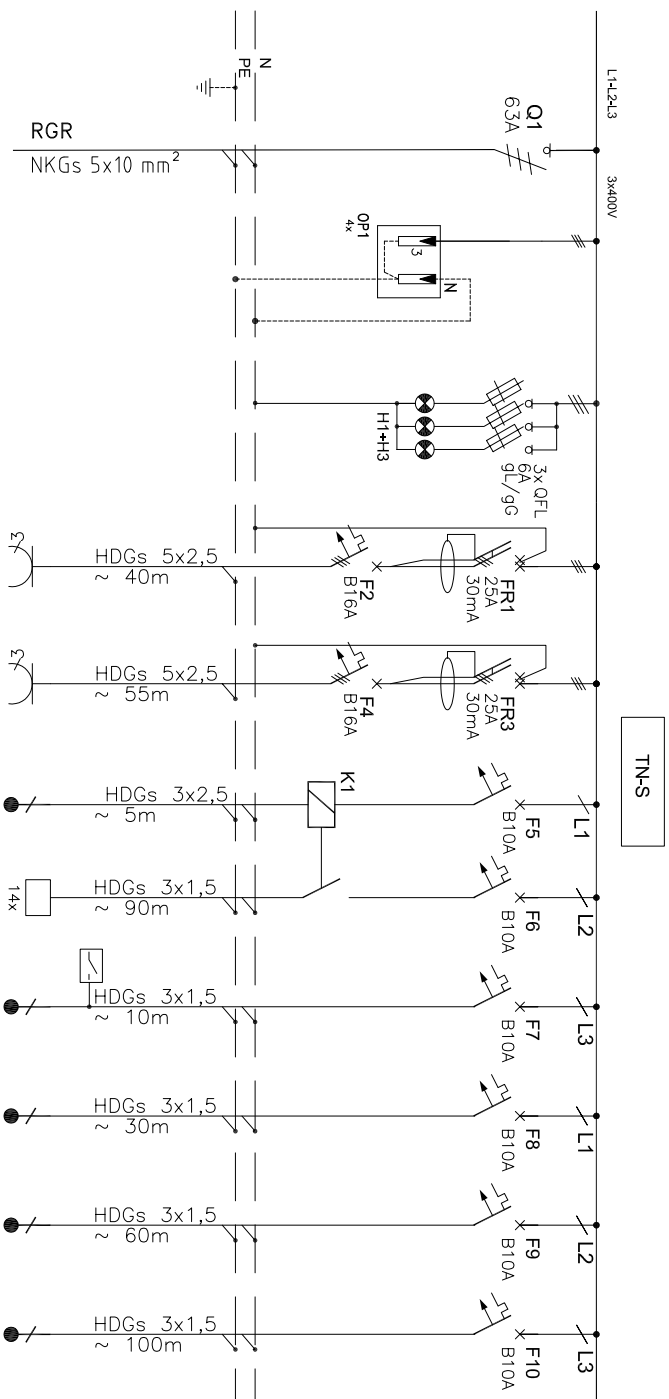 L1-L2-L3
3x400V
N
PE
RGR
NKGs 5x10 mm²
Q1
63A
OP1
4x
3
N
H1÷H3
3xQFL
6A
gL/gG
FR1
25A
30mA
F2
B16A
HDGs 5x2,5
~ 40m
3
FR3
25A
30mA
F4
B16A
HDGs 5x2,5
~ 55m
3
TN-S
L1
F5
B10A
K1
HDGs 3x2,5
~ 5m
L2
F6
B10A
HDGs 3x1,5
~ 90m
14x
L3
F7
B10A
HDGs 3x1,5
~ 10m
L1
F8
B10A
HDGs 3x1,5
~ 30m
L2
F9
B10A
HDGs 3x1,5
~ 60m
L3
F10
B10A
HDGs 3x1,5
~ 100m